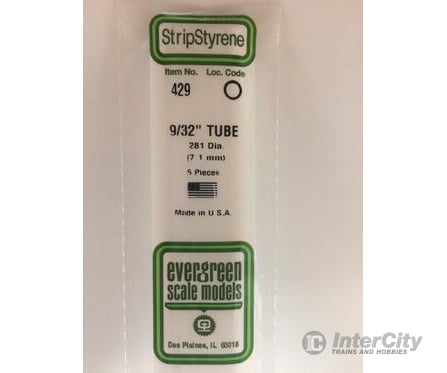 StripStyrene
Item No. Loc. Code
429
9/32" TUBE
281 Dia.
(7 1 mm)
5 Pieces
Made in U S A
evergreen
scale models
Des Plaines, IL 60018
IC InterCity
TRAINS AND HOBBIES